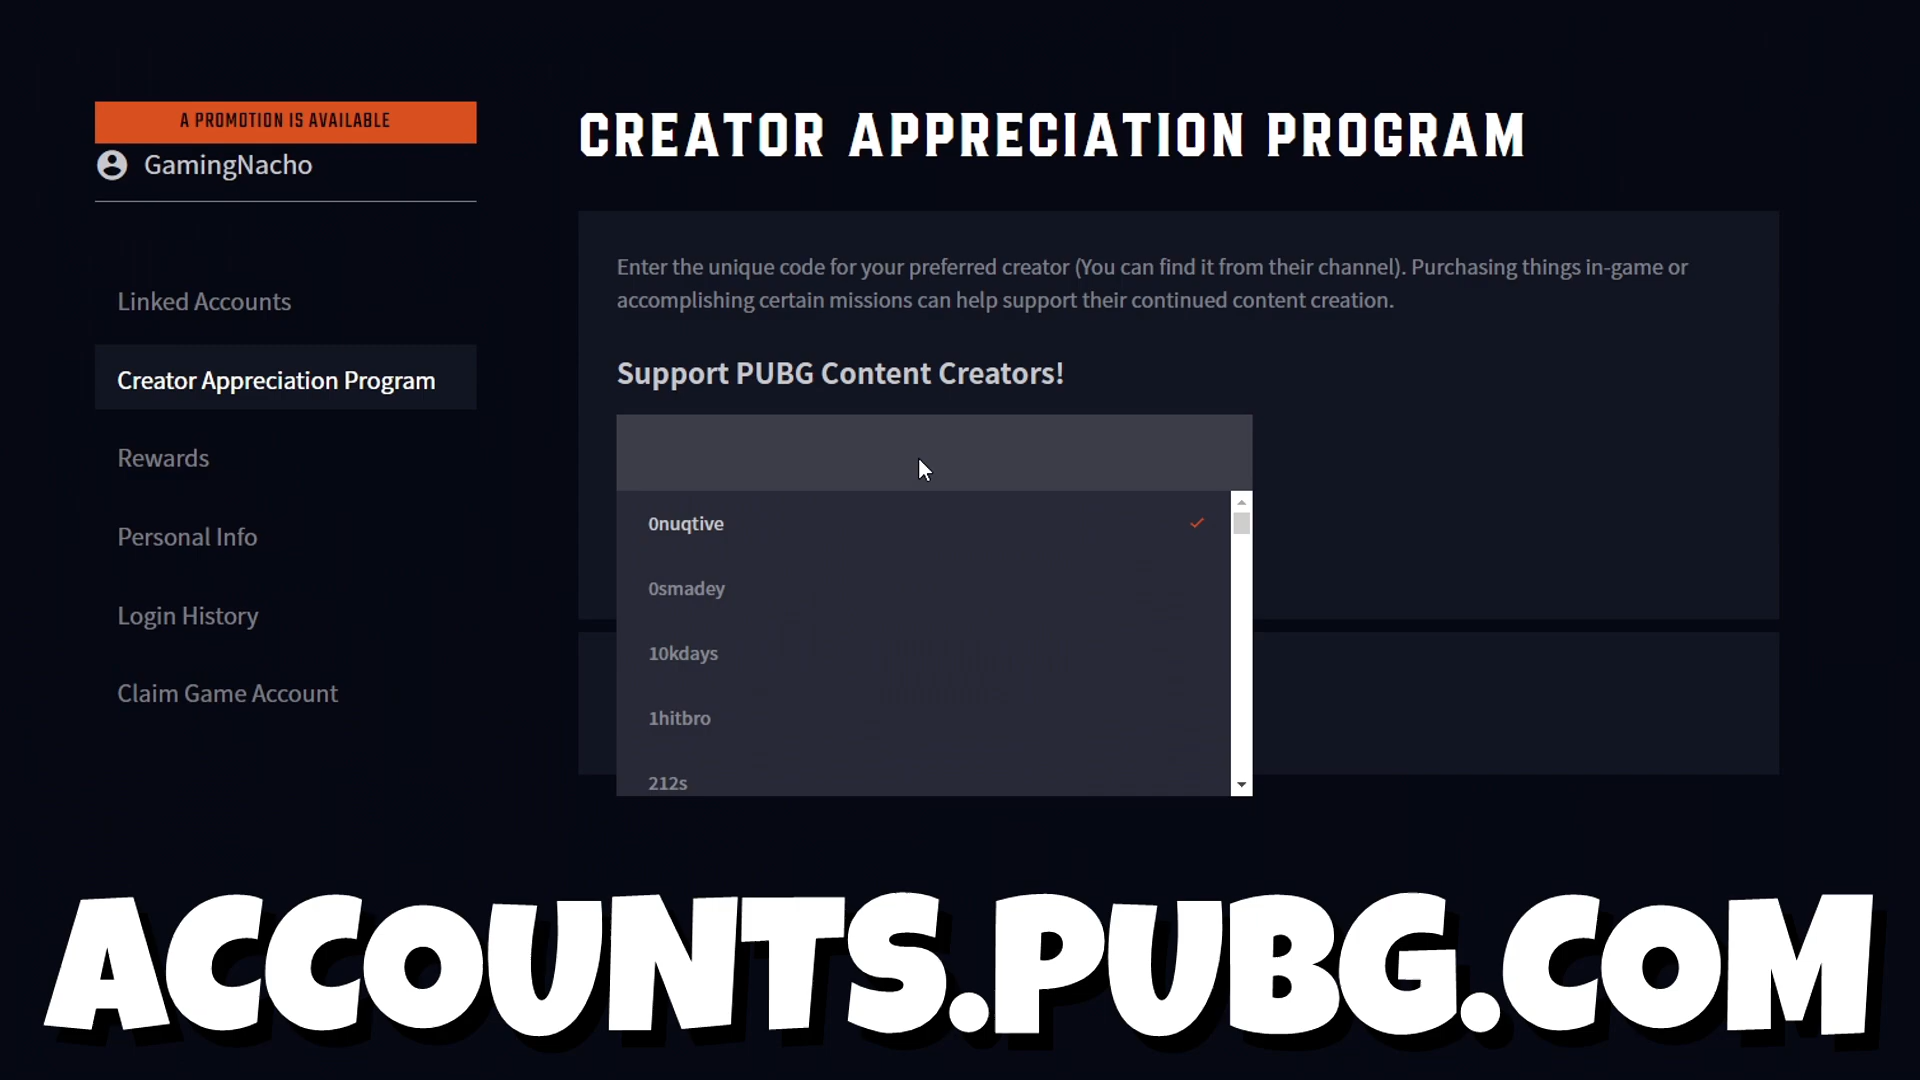 A PROMOTION IS AVAILABLE
GamingNacho
Linked Accounts
Creator Appreciation Program
Rewards
Personal Info
Login History
Claim Game Account
CREATOR APPRECIATION PROGRAM
Enter the unique code for your preferred creator (You can find it from their channel). Purchasing things in-game or
accomplishing certain missions can help support their continued content creation.
Support PUBG Content Creators!
0nuqtive
0smadey
10kdays
1hitbro
212s
ACCOUNTS.PUBG.COM